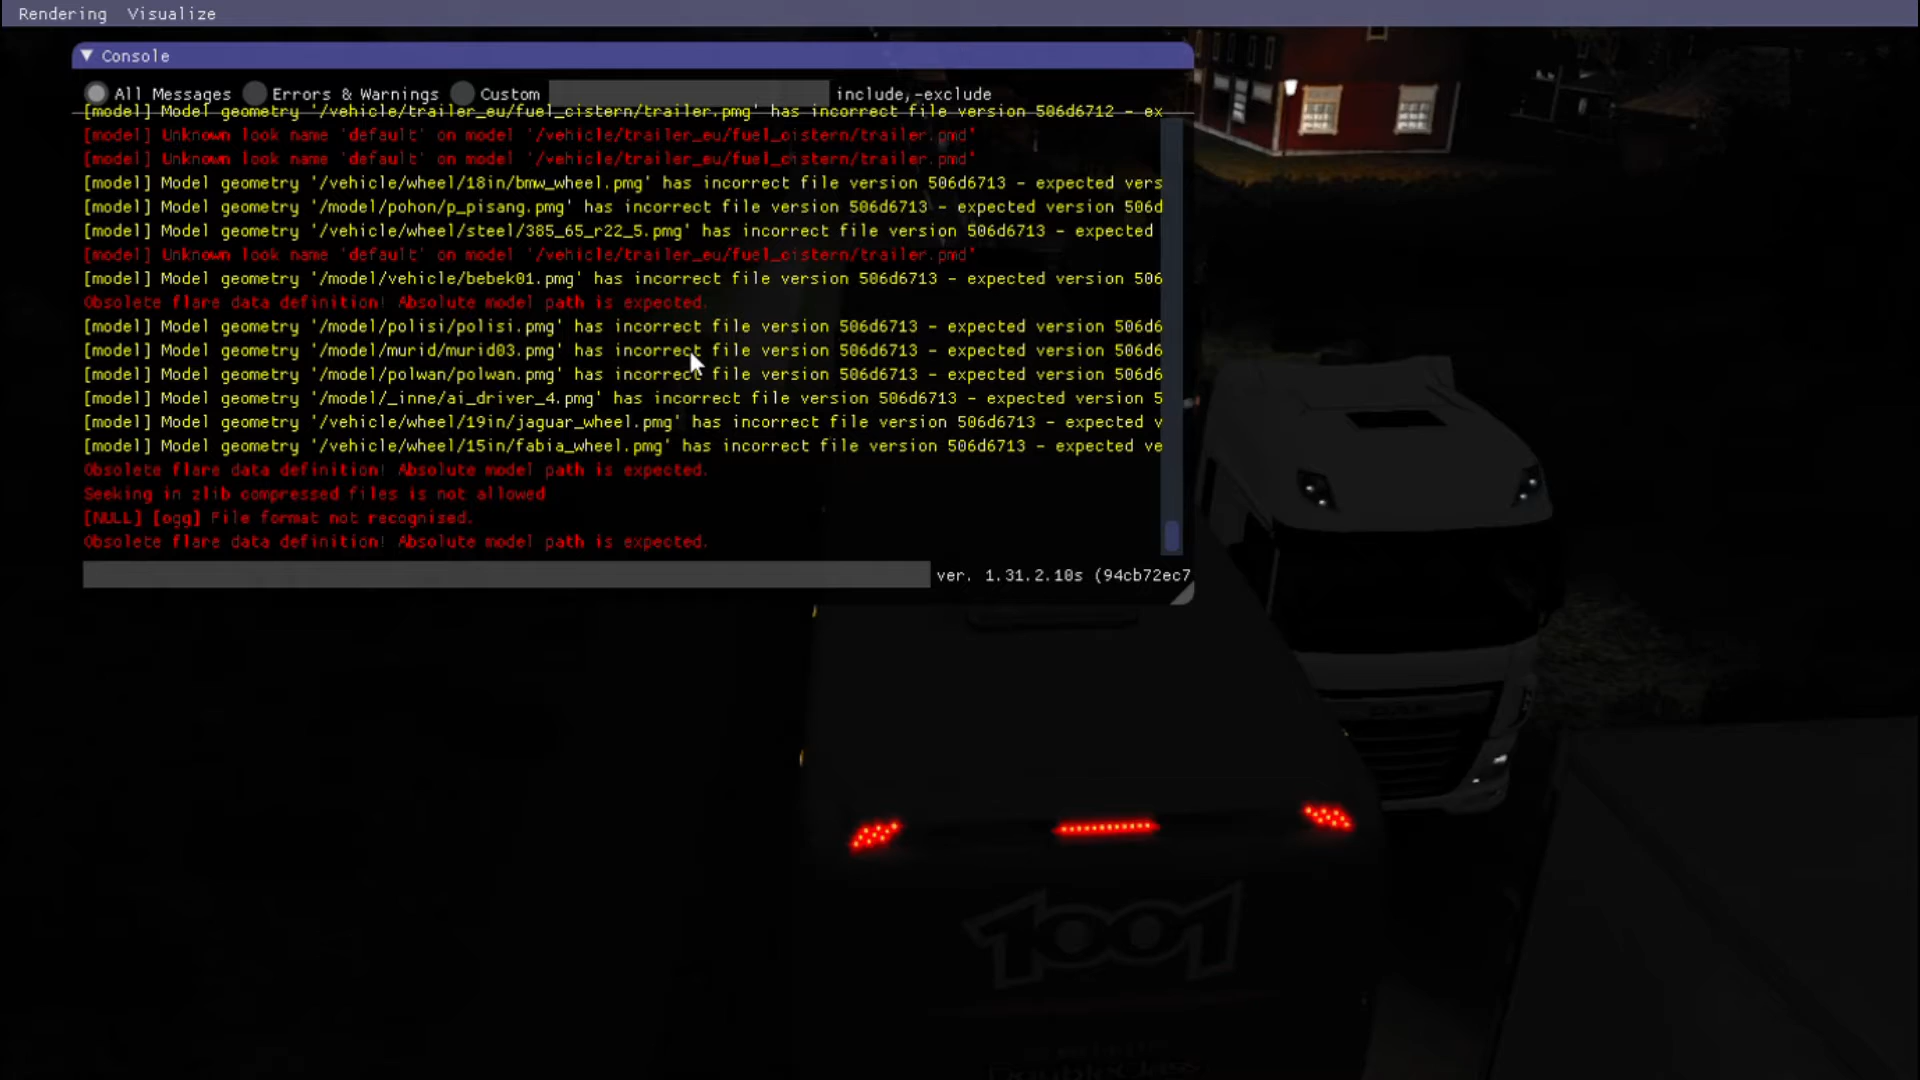 Rendering Visualize
Console
All Messages Errors & Warnings Custom include,-exclude
[model] Model geometry '/vehicle/trailer_eu/fuel_cistern/trailer.pmg' has incorrect file version 506d6712 - ex
[model] Unknown look name 'default' on model '/vehicle/trailer_eu/fuel_cistern/trailer.pmd'
[model] Unknown look name 'default' on model '/vehicle/trailer_eu/fuel_cistern/trailer.pmd'
[model] Model geometry '/vehicle/wheel/18in/bmw_wheel.pmg' has incorrect file version 506d6713 - expected vers
[model] Model geometry '/model/pohon/p_pisang.pmg' has incorrect file version 506d6713 - expected version 506d
[model] Model geometry '/vehicle/wheel/steel/385_65_r22_5.pmg' has incorrect file version 506d6713 - expected
[model] Unknown look name 'default' on model '/vehicle/trailer_eu/fuel_cistern/trailer.pmd'
[model] Model geometry '/model/vehicle/bebek01.pmg' has incorrect file version 506d6713 - expected version 506
Obsolete flare data definition! Absolute model path is expected.
[model] Model geometry '/model/polisi/polisi.pmg' has incorrect file version 506d6713 - expected version 506d6
[model] Model geometry '/model/murid/murid03.pmg' has incorrect file version 506d6713 - expected version 506d6
[model] Model geometry '/model/polwan/polwan.pmg' has incorrect file version 506d6713 - expected version 506d6
[model] Model geometry '/model/_inne/ai_driver_4.pmg' has incorrect file version 506d6713 - expected version 5
[model] Model geometry '/vehicle/wheel/19in/jaguar_wheel.pmg' has incorrect file version 506d6713 - expected v
[model] Model geometry '/vehicle/wheel/15in/fabia_wheel.pmg' has incorrect file version 506d6713 - expected ve
Obsolete flare data definition! Absolute model path is expected.
Seeking in zlib compressed files is not allowed
[NULL] [ogg] File format not recognised.
Obsolete flare data definition! Absolute model path is expected.
ver. 1.31.2.10s (94cb72ec7
1001